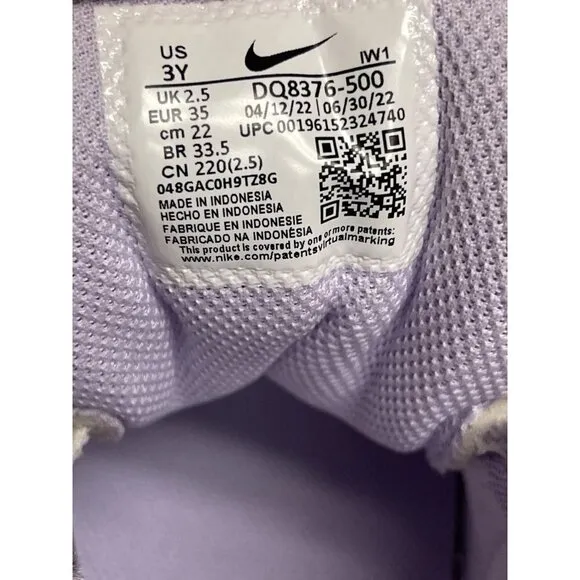 US
3Y
IW1
UK 2.5
EUR 35
cm 22
BR 33.5
CN 220(2.5)
048GAC0H9TZ8G
DQ8376-500
04/12/22 | 06/30/22
UPC 00196152324740
MADE IN INDONESIA
HECHO EN INDONESIA
FABRIQUE EN INDONESIE
FABRICADO NA INDONÉSIA
This product is covered by one or more patents:
www.nike.com/patentsvirtualmarking